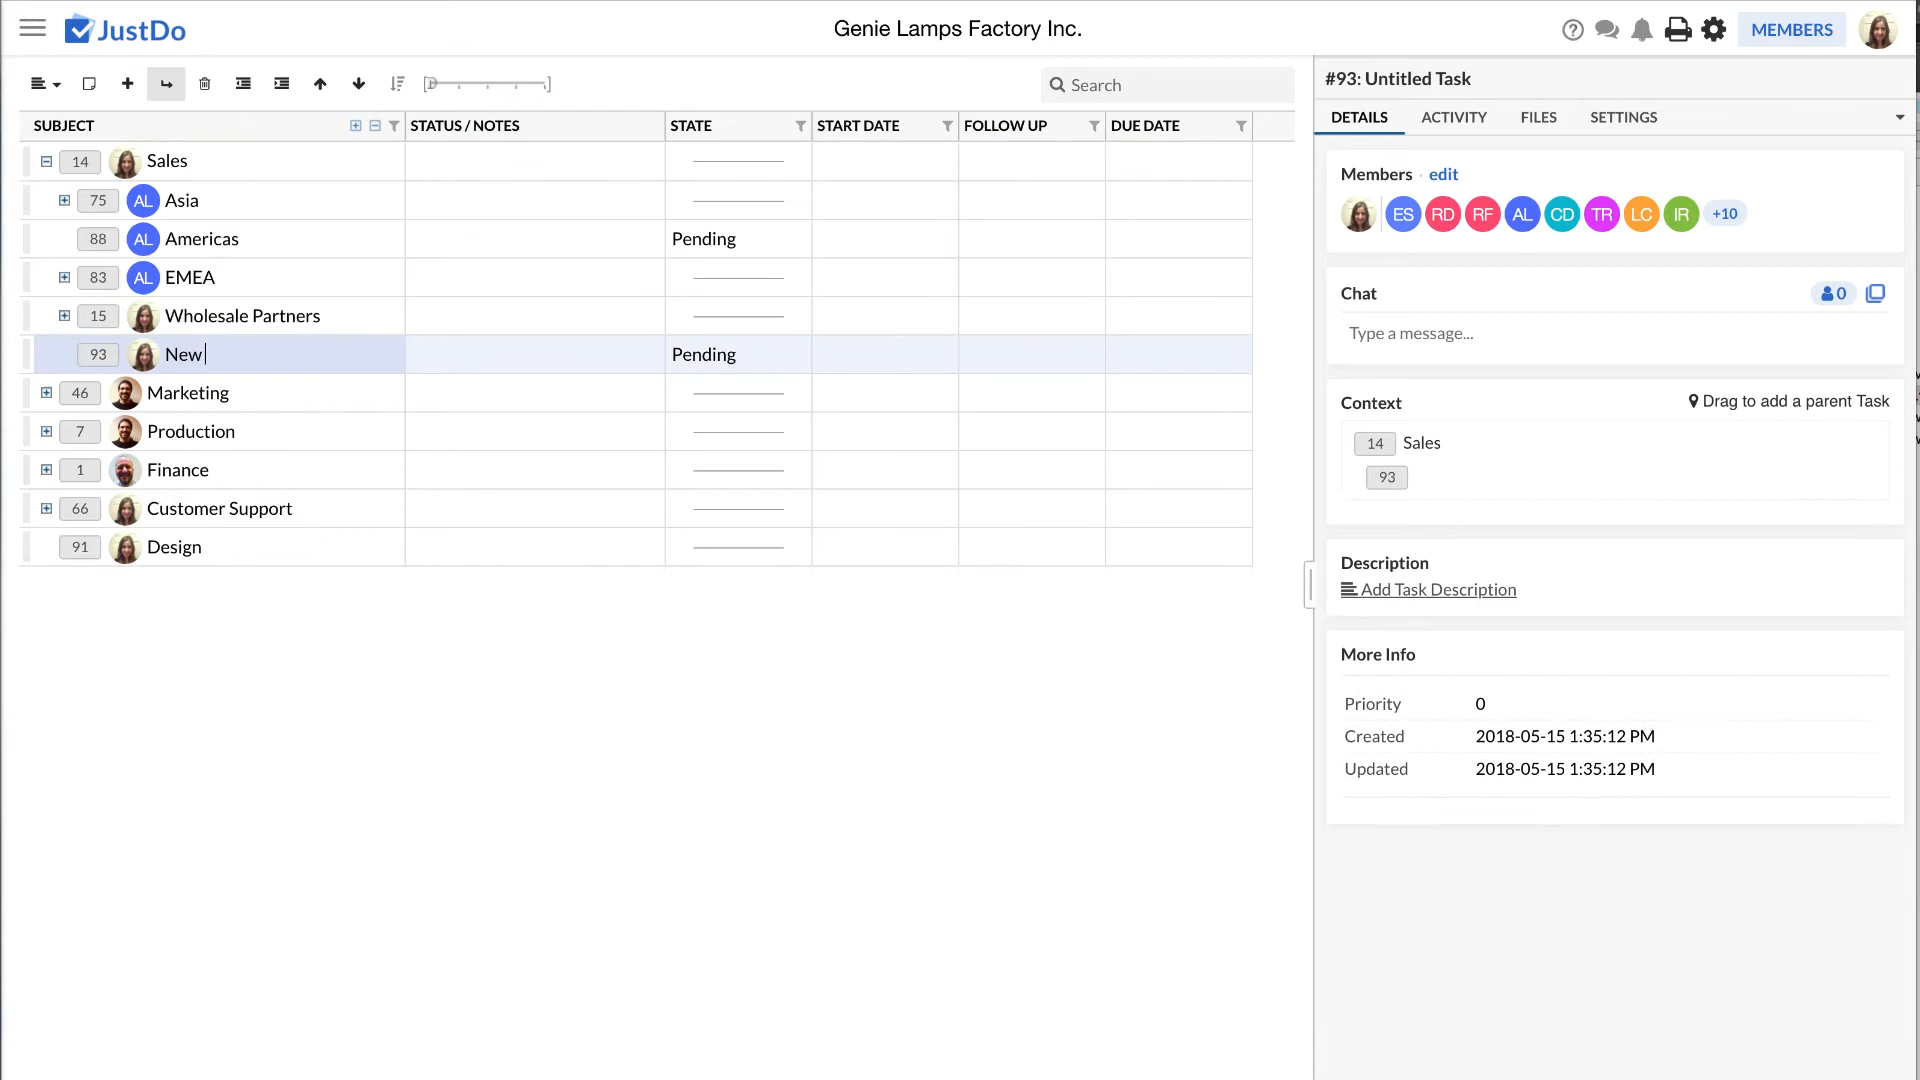 JustDo
Genie Lamps Factory Inc.
MEMBERS
Search
SUBJECT STATUS / NOTES STATE START DATE FOLLOW UP DUE DATE
14 Sales
75 AL Asia
88 AL Americas Pending
83 AL EMEA
15 Wholesale Partners
93 New Pending
46 Marketing
7 Production
1 Finance
66 Customer Support
91 Design
#93: Untitled Task
DETAILS ACTIVITY FILES SETTINGS
Members · edit
ES RD RF AL CD TR LC IR +10
Chat 0
Type a message...
Context Drag to add a parent Task
14 Sales
93
Description
Add Task Description
More Info
Priority 0
Created 2018-05-15 1:35:12 PM
Updated 2018-05-15 1:35:12 PM